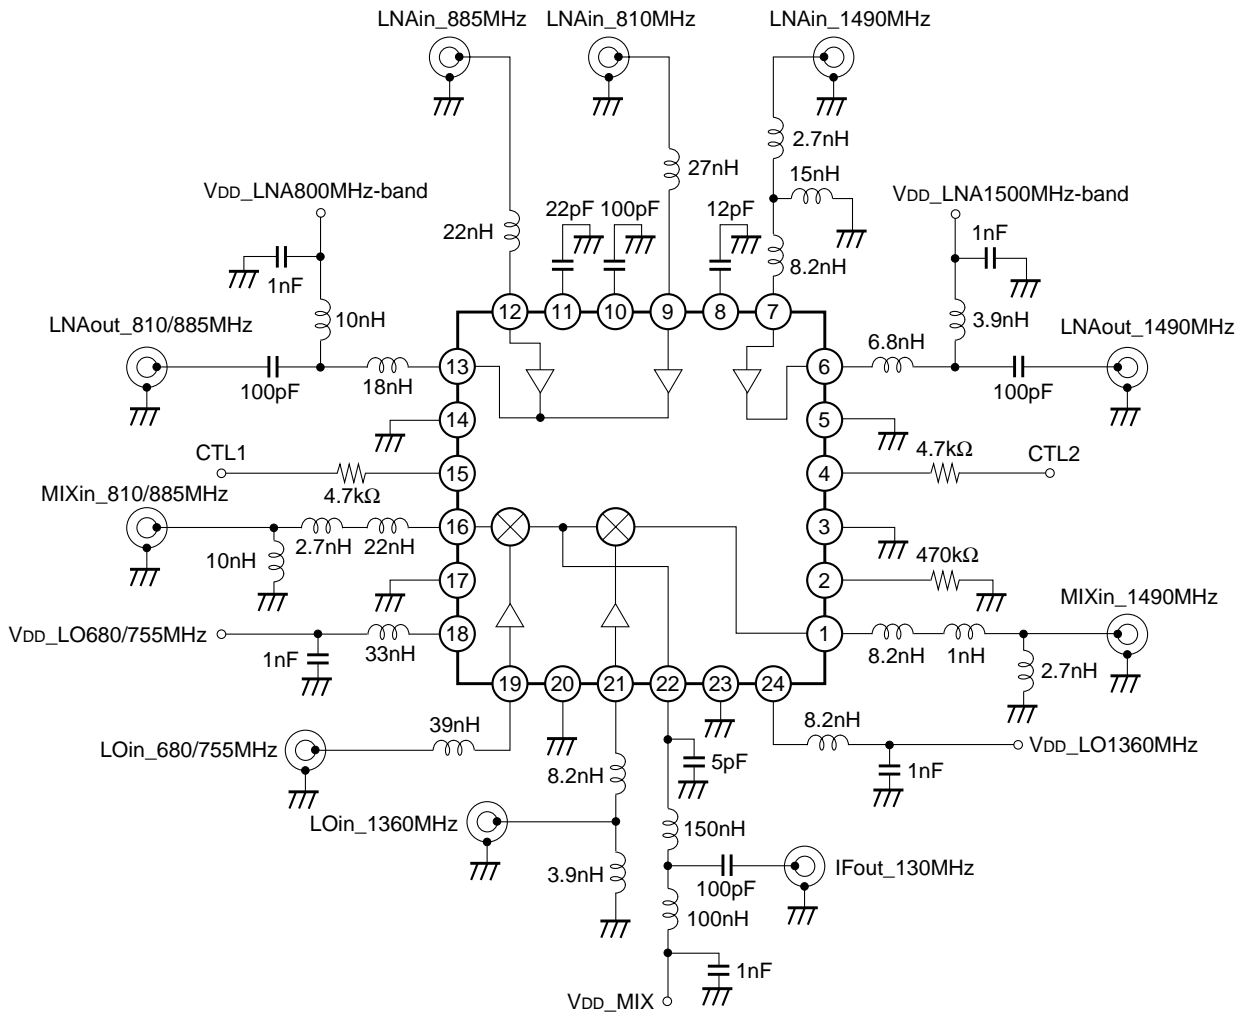 LNAin_885MHz LNAin_810MHz LNAin_1490MHz
2.7nH
27nH
15nH
VDD_LNA800MHz-band
VDD_LNA1500MHz-band
22pF 100pF 12pF
22nH
1nF
1nF
8.2nH
12 11 10 9 8 7
10nH
3.9nH
LNAout_810/885MHz
LNAout_1490MHz
6.8nH
13
6
100pF
18nH
100pF
14
5
CTL1
4.7kΩ
CTL2
15
4
4.7kΩ
MIXin_810/885MHz
16
3
2.7nH 22nH
10nH
470kΩ
17
2
MIXin_1490MHz
VDD_LO680/755MHz
18
1
1nF
33nH
8.2nH 1nH
2.7nH
19 20 21 22 23 24
39nH
8.2nH
LOin_680/755MHz
VDD_LO1360MHz
5pF
8.2nH
1nF
LOin_1360MHz
150nH
3.9nH
IFout_130MHz
100pF
100nH
1nF
VDD_MIX